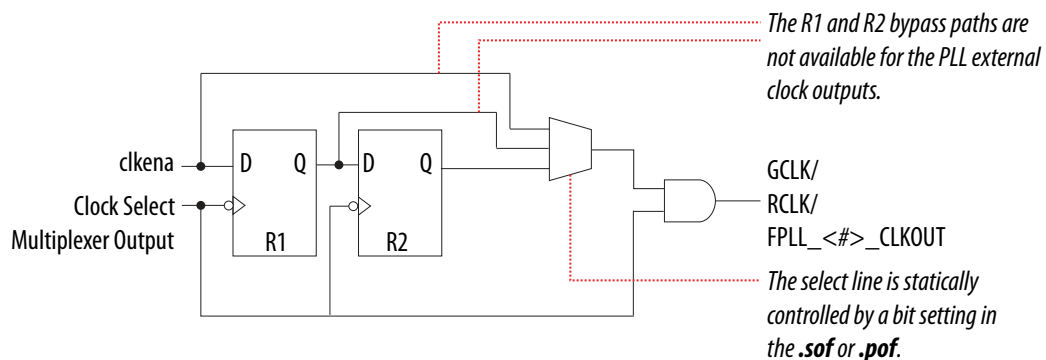 The R1 and R2 bypass paths are
not available for the PLL external
clock outputs.
clkena
D
Q
D
Q
Clock Select
Multiplexer Output
R1
R2
GCLK/
RCLK/
FPLL_<#>_CLKOUT
The select line is statically
controlled by a bit setting in
the .sof or .pof.